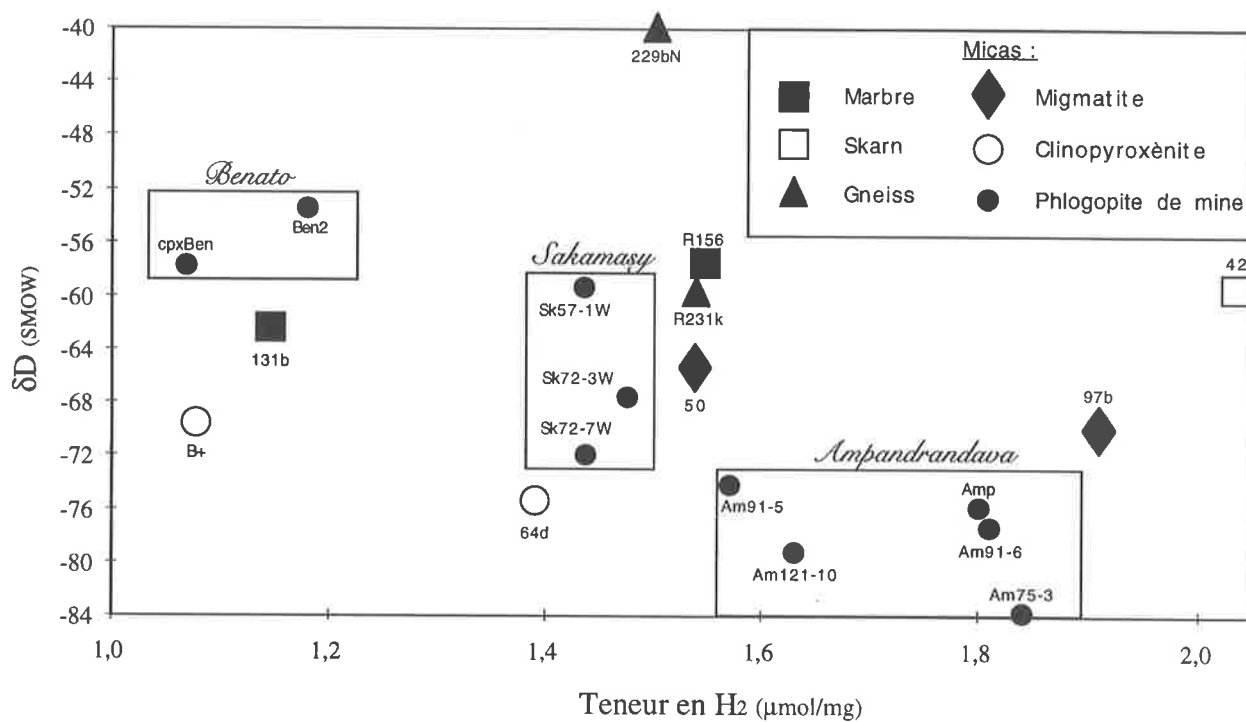 -40
-44
-48
-52
-56
-60
-64
-68
-72
-76
-80
-84
δD (SMOW)
229bN
Micas :
Marbre
Migmatite
Skarn
Clinopyroxènite
Gneiss
Phlogopite de mine
Benato
Ben2
cpxBen
131b
B+
Sakamasy
Sk57-1W
Sk72-3W
Sk72-7W
64d
R156
R231k
50
42
97b
Ampandrandava
Am91-5
Amp
Am91-6
Am121-10
Am75-3
1,0
1,2
1,4
1,6
1,8
2,0
Teneur en H2 (µmol/mg)